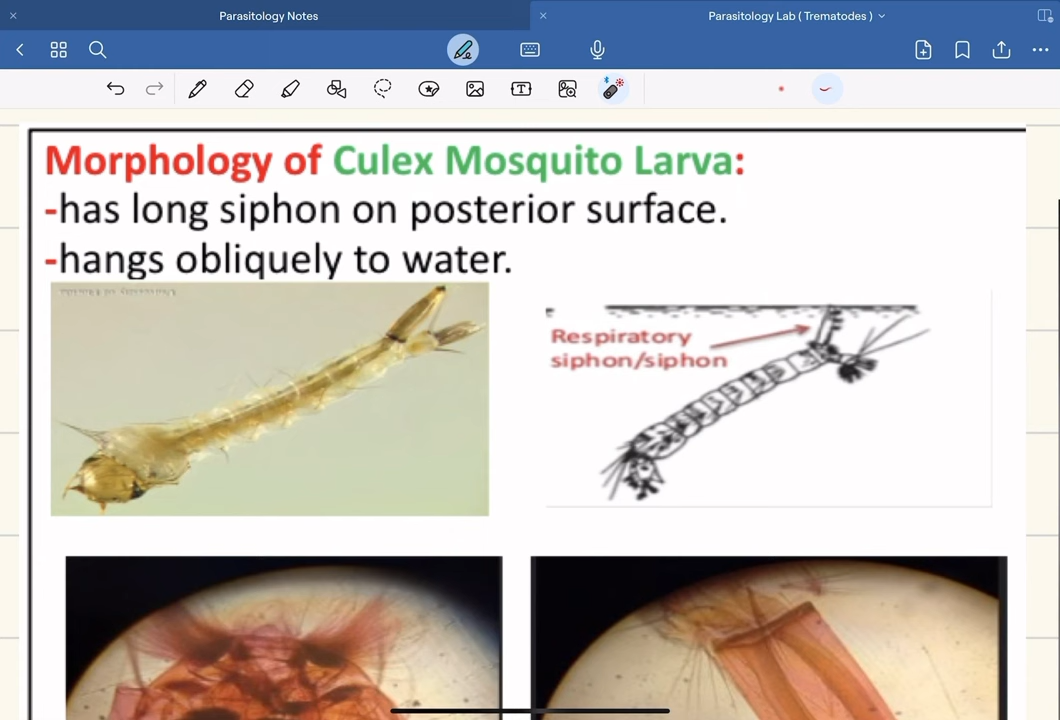 Parasitology Notes
Parasitology Lab ( Trematodes )
Morphology of Culex Mosquito Larva:
-has long siphon on posterior surface.
-hangs obliquely to water.
Respiratory
siphon/siphon